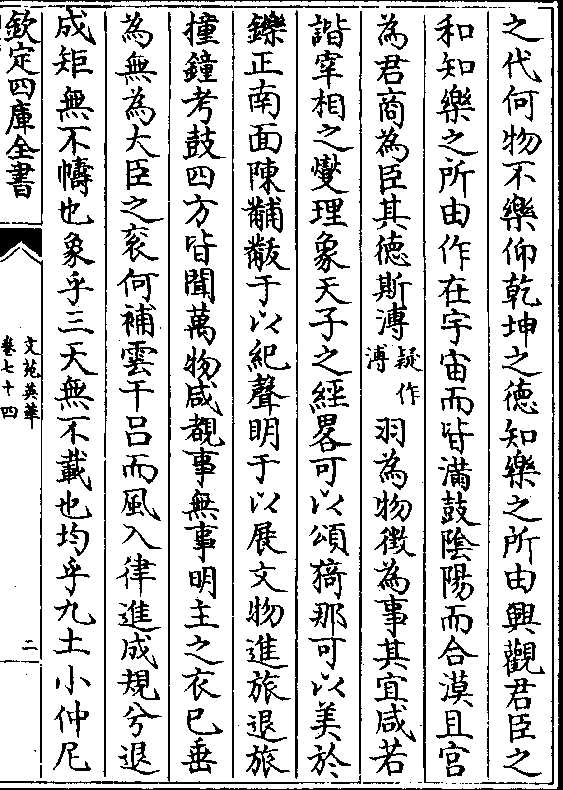 之代何物不樂仰乾坤之德知樂之所由興觀君臣之
和知樂之所由作在宇宙而皆滿鼓陰陽而合漠且宫
為君商為臣其德斯溥疑作溥羽為物徵為事其宜咸若
諧宰相之燮理象天子之經畧可以頌猗那可以美於
鑠正南面陳黼黻于以紀聲明于以展文物進旅退旅
撞鐘考鼓四方皆聞萬物咸覩事無事明主之衣已垂
為無為大臣之衮何補雲干吕而風入律進成規兮退
成矩無不幬也象乎三天無不載也均乎九土小仲尼
欽定四庫全書
文苑英華
卷七十四
二